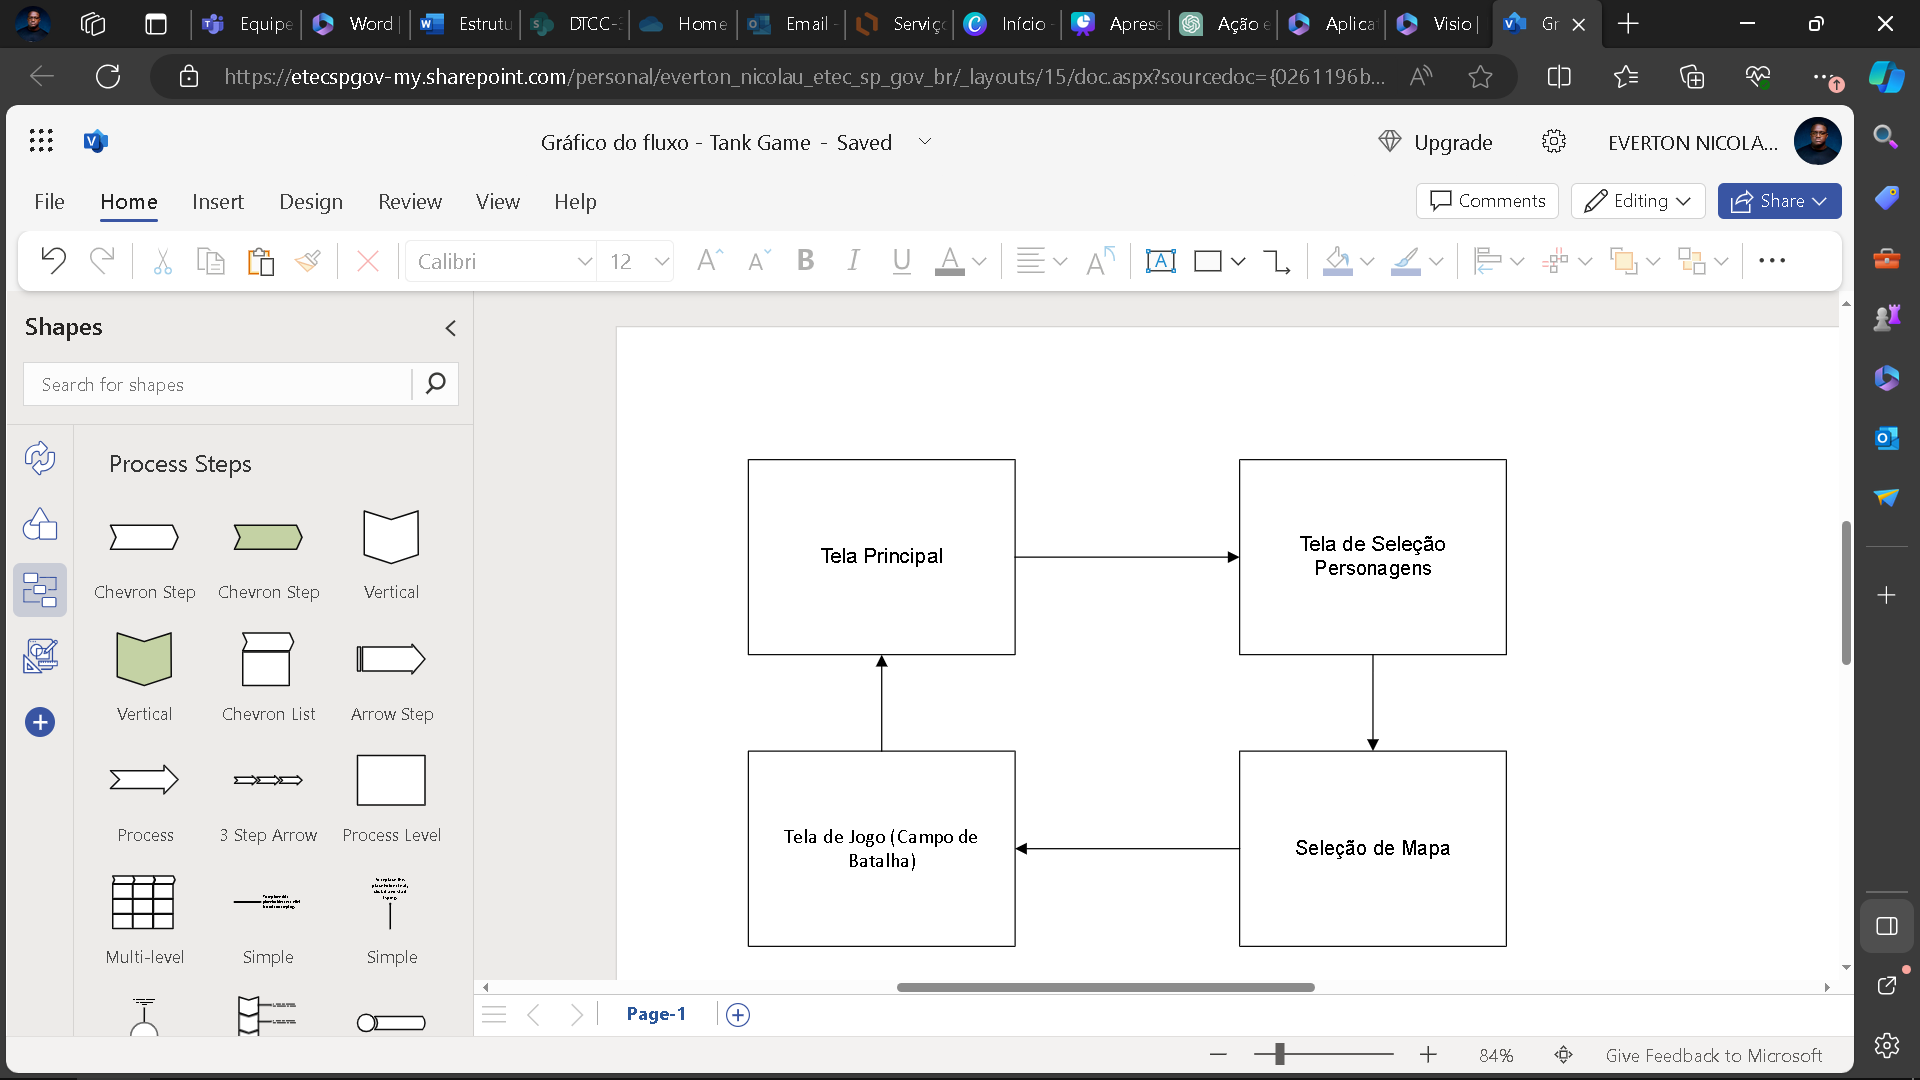 Equipe
Word
Estrutu
DTCC-
Home
Email -
Serviço
Início -
Aprese
Ação e
Aplica
Visio |
Gr
https://etecspgov-my.sharepoint.com/personal/everton_nicolau_etec_sp_gov_br/_layouts/15/doc.aspx?sourcedoc={0261196b...
Gráfico do fluxo - Tank Game - Saved
Upgrade
EVERTON NICOLA...
File
Home
Insert
Design
Review
View
Help
Comments
Editing
Share
Calibri
12
Shapes
Search for shapes
Process Steps
Chevron Step
Chevron Step
Vertical
Vertical
Chevron List
Arrow Step
Process
3 Step Arrow
Process Level
Multi-level
Simple
Simple
Tela Principal
Tela de Seleção
Personagens
Tela de Jogo (Campo de
Batalha)
Seleção de Mapa
Page-1
84%
Give Feedback to Microsoft